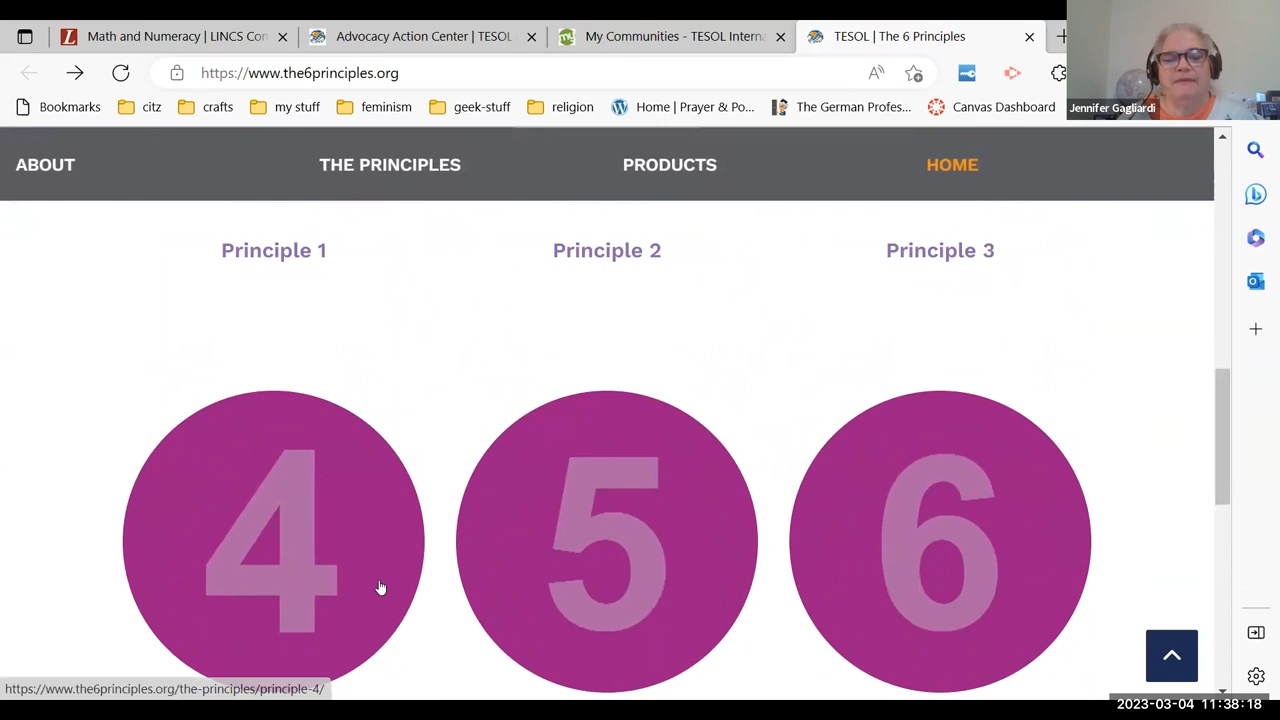 Math and Numeracy | LINCS Con
Advocacy Action Center | TESOL
My Communities - TESOL Interna
TESOL | The 6 Principles
https://www.the6principles.org
Jennifer Gagliardi
Bookmarks citz crafts my stuff feminism geek-stuff religion Home | Prayer & Po... The German Profes... Canvas Dashboard
ABOUT THE PRINCIPLES PRODUCTS HOME
Principle 1 Principle 2 Principle 3
4 5 6
https://www.the6principles.org/the-principles/principle-4/
2023-03-04 11:38:18